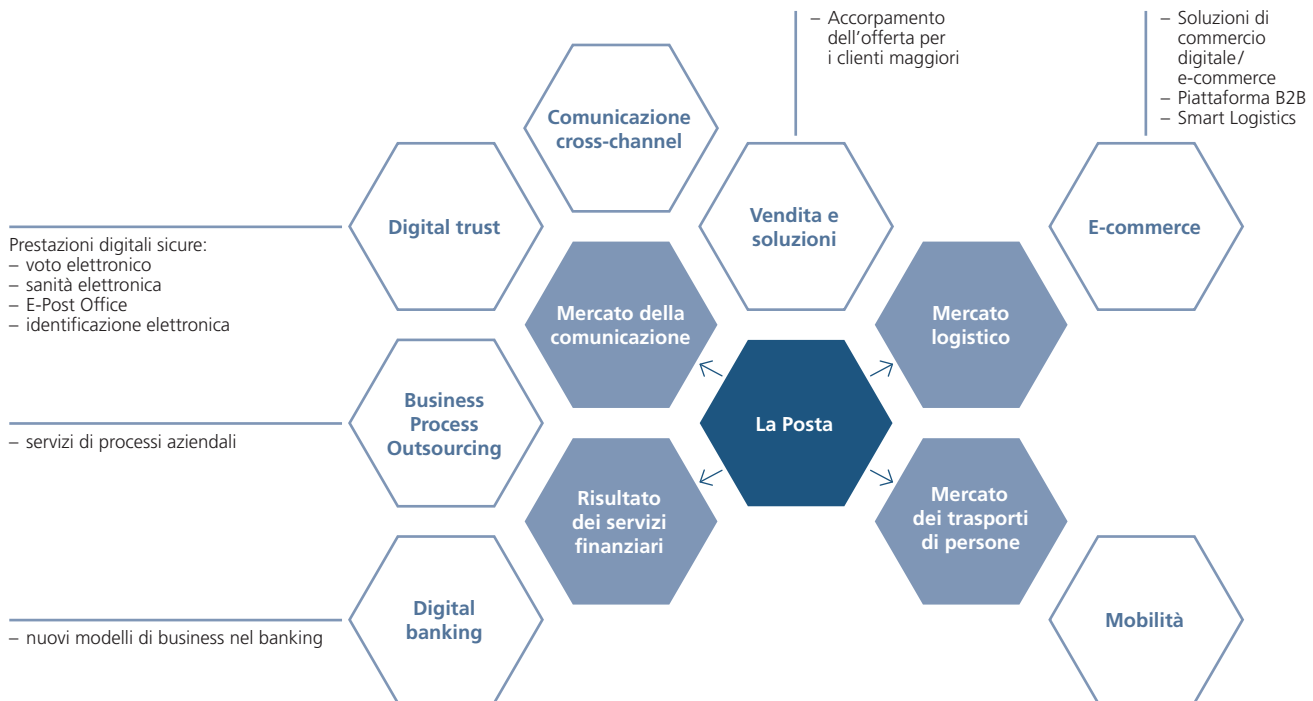 – Accorpamento
dell’offerta per
i clienti maggiori
– Soluzioni di
commercio
digitale/
e-commerce
– Piattaforma B2B
– Smart Logistics
Comunicazione
cross-channel
Digital trust
Vendita e
soluzioni
E-commerce
Prestazioni digitali sicure:
– voto elettronico
– sanità elettronica
– E-Post Office
– identificazione elettronica
Mercato della
comunicazione
Mercato
logistico
Business
Process
Outsourcing
La Posta
– servizi di processi aziendali
Risultato
dei servizi
finanziari
Mercato
dei trasporti
di persone
Digital
banking
Mobilità
– nuovi modelli di business nel banking